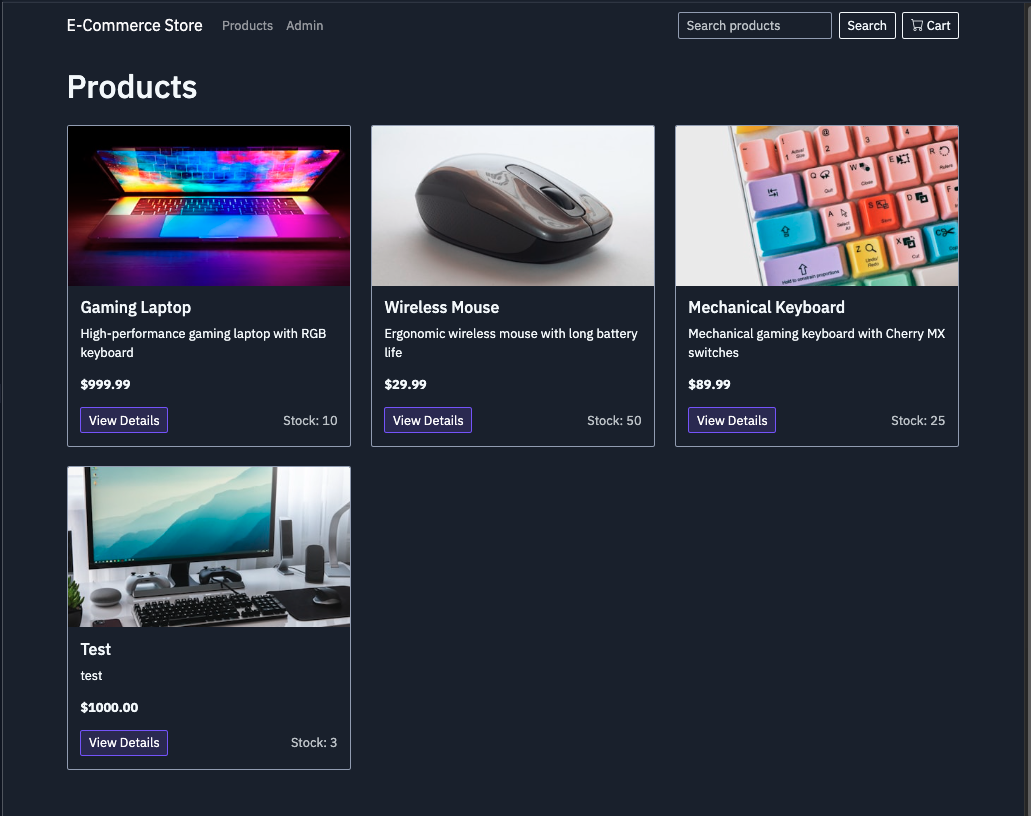 E-Commerce Store Products Admin Search products Search Cart
Products
Gaming Laptop
High-performance gaming laptop with RGB
keyboard
$999.99
View Details Stock: 10
Wireless Mouse
Ergonomic wireless mouse with long battery
life
$29.99
View Details Stock: 50
Mechanical Keyboard
Mechanical gaming keyboard with Cherry MX
switches
$89.99
View Details Stock: 25
Test
test
$1000.00
View Details Stock: 3